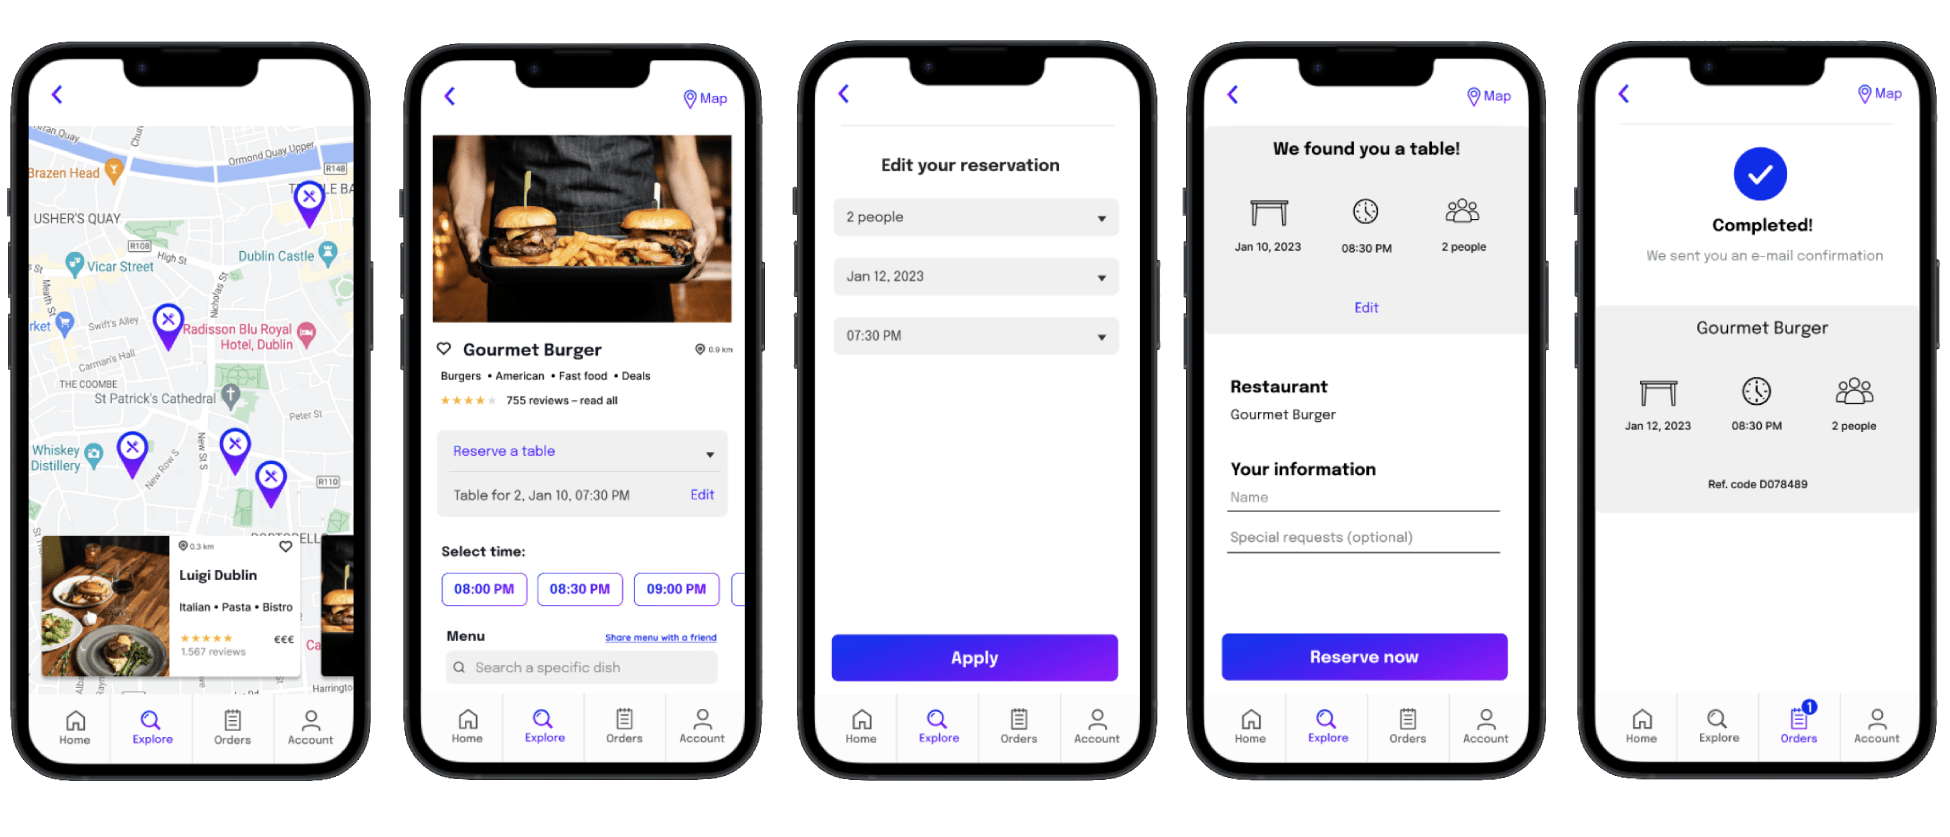 Ormond Quay Upper
R148
Brazen Head
USHER'S QUAY
R108
High St
Dublin Castle
Vicar Street
Meath St
Nicholas St
Swift's Alley
Radisson Blu Royal
Hotel, Dublin
Carman's Hall
THE COOMBE
St Patrick's Cathedral
Peter St
Whiskey
Distillery
New Row S
New St S
R110
0.3 km
Luigi Dublin
Italian • Pasta • Bistro
€€€
1.567 reviews
Harrington
Home
Explore
Orders
Account
Map
Gourmet Burger
0.9 km
Burgers • American • Fast food • Deals
755 reviews – read all
Reserve a table
Table for 2, Jan 10, 07:30 PM Edit
Select time:
08:00 PM 08:30 PM 09:00 PM
Menu
Share menu with a friend
Search a specific dish
Home
Explore
Orders
Account
Edit your reservation
2 people
Jan 12, 2023
07:30 PM
Apply
Home
Explore
Orders
Account
Map
We found you a table!
Jan 10, 2023
08:30 PM
2 people
Edit
Restaurant
Gourmet Burger
Your information
Name
Special requests (optional)
Reserve now
Home
Explore
Orders
Account
Map
Completed!
We sent you an e-mail confirmation
Gourmet Burger
Jan 12, 2023
08:30 PM
2 people
Ref. code D078489
Home
Explore
1
Orders
Account